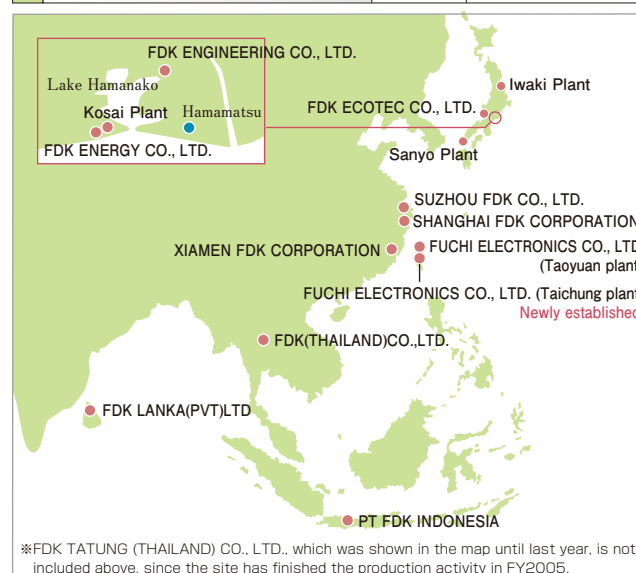 FDK ENGINEERING CO., LTD.
Lake Hamanako
Kosai Plant
Hamamatsu
FDK ENERGY CO., LTD.
Iwaki Plant
FDK ECOTEC CO., LTD.
Sanyo Plant
SUZHOU FDK CO., LTD.
SHANGHAI FDK CORPORATION
XIAMEN FDK CORPORATION
FUCHI ELECTRONICS CO., LTD
(Taoyuan plant
FUCHI ELECTRONICS CO., LTD. (Taichung plant
Newly established
FDK(THAILAND)CO.,LTD.
FDK LANKA(PVT)LTD
PT FDK INDONESIA
※FDK TATUNG (THAILAND) CO., LTD., which was shown in the map until last year, is not
included above, since the site has finished the production activity in FY2005.